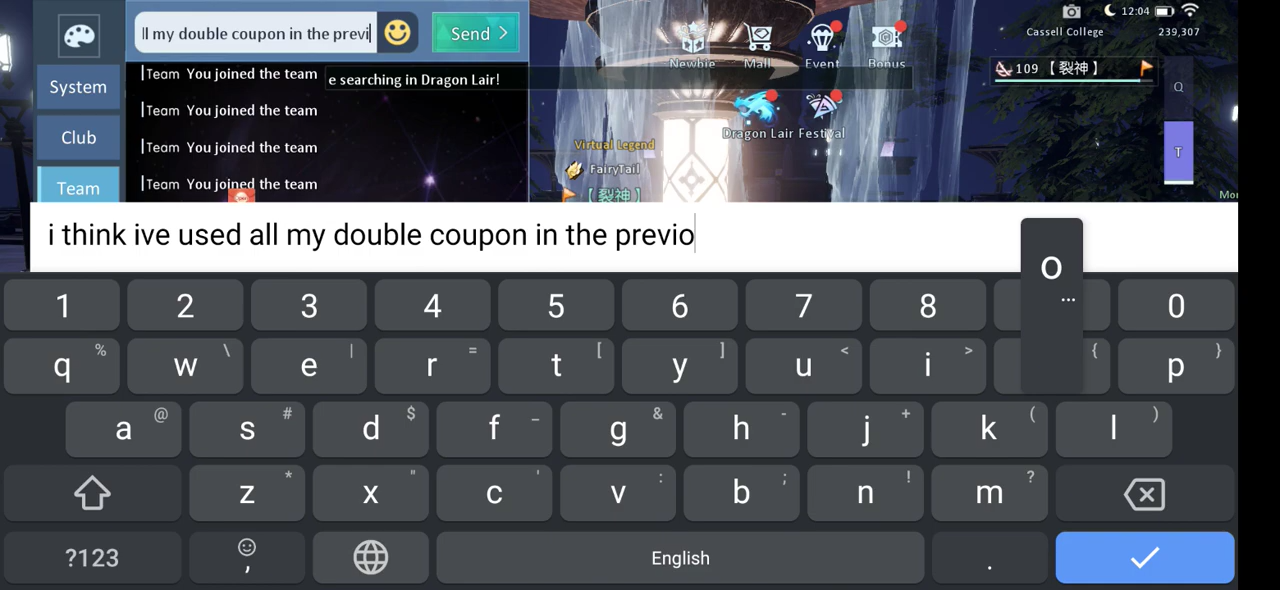 ll my double coupon in the previ
Send >
12:04
Cassell College
239,307
Newbie
Mall
Event
Bonus
System
Team You joined the team
e searching in Dragon Lair!
109 【裂神】
Q
Team You joined the team
Dragon Lair Festival
Club
Team You joined the team
Virtual Legend
T
FairyTail
Team
Team You joined the team
【裂神】
Mor
i think ive used all my double coupon in the previo
o
...
1 2 3 4 5 6 7 8 0
q % w \ e | r = t [ y ] u < i > { p }
a @ s # d $ f _ g & h - j + k ( l )
z * x " c ' v : b ; n ! m ?
?123 , English .